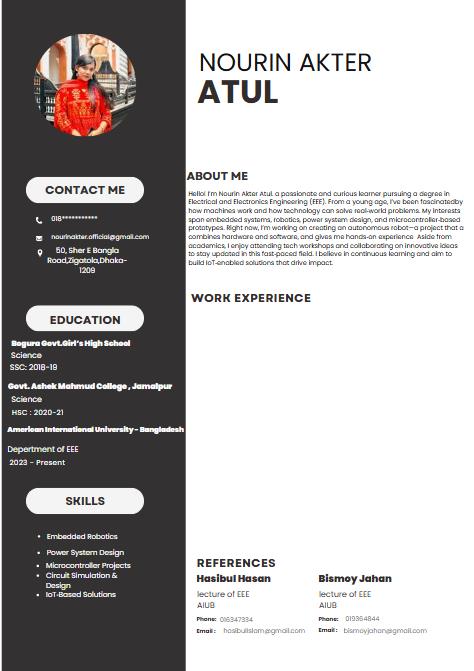 NOURIN AKTER
ATUL
CONTACT ME
018***********
nourinakter.official@gmail.com
50, Sher E Bangla
Road,Zigatola,Dhaka-
1209
EDUCATION
Bogura Govt.Girl's High School
Science
SSC: 2018-19
Govt. Ashek Mahmud College , Jamalpur
Science
HSC : 2020-21
American International University - Bangladesh
Depertment of EEE
2023 - Present
SKILLS
• Embedded Robotics
• Power System Design
• Microcontroller Projects
• Circuit Simulation &
Design
• IoT-Based Solutions
ABOUT ME
Hello! I'm Nourin Akter Atul. a passionate and curious learner pursuing a degree in
Electrical and Electronics Engineering (EEE). From a young age, I've been fascinatedby
how machines work and how technology can solve real-world problems. My interests
span embedded systems, robotics, power system design, and microcontroller-based
prototypes. Right now, I'm working on creating an autonomous robot—a project that a
combines hardware and software, and gives me hands-on experience Aside from
academics, I enjoy attending tech workshops and collaborating on innovative ideas
to stay updated in this fast-paced field. I believe in continuous learning and aim to
build IoT-enabled solutions that drive impact.
WORK EXPERIENCE
REFERENCES
Hasibul Hasan
lecture of EEE
AIUB
Phone: 016347334
Email : hasibulislam@gmail.com
Bismoy Jahan
lecture of EEE
AIUB
Phone: 019364844
Email : bismoyjahan@gmail.com